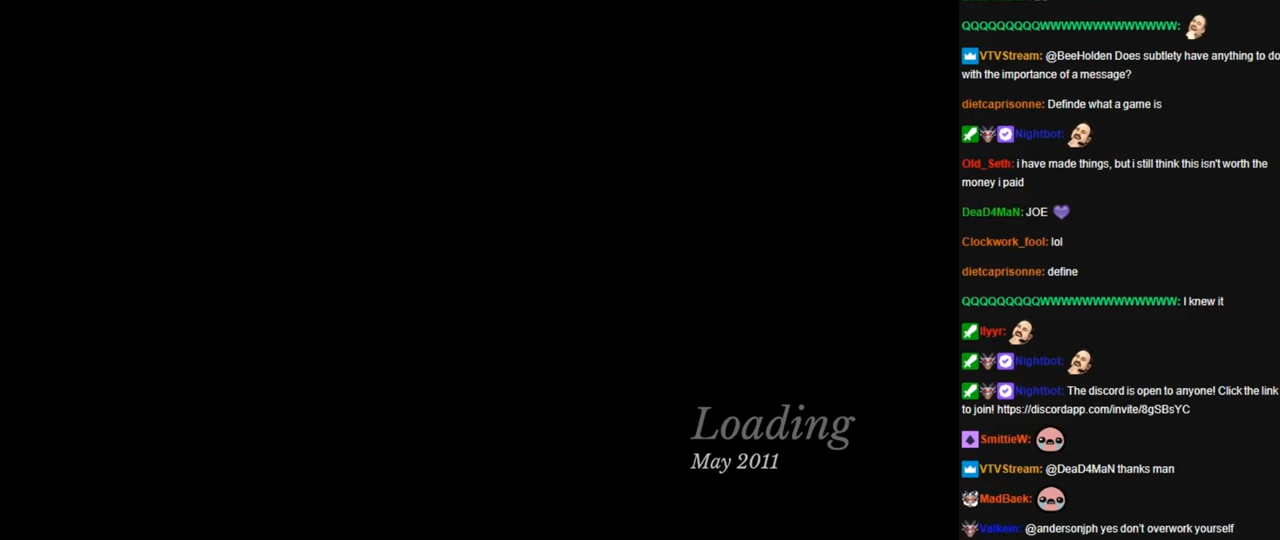 Loading
May 2011
QQQQQQQQQWWWWWWWWWWWWW:
VTVStream: @BeeHolden Does subtlety have anything to do
with the importance of a message?
dietcaprisonne: Definde what a game is
Nightbot:
Old_Seth: i have made things, but i still think this isn't worth the
money i paid
DeaD4MaN: JOE
Clockwork_fool: lol
dietcaprisonne: define
QQQQQQQQQWWWWWWWWWWWWW: I knew it
Nightbot:
Nightbot: The discord is open to anyone! Click the link
to join! https://discordapp.com/invite/8gSBsYC
SmittieW:
VTVStream: @DeaD4MaN thanks man
MadBaek:
Valkein: @andersonjph yes don't overwork yourself